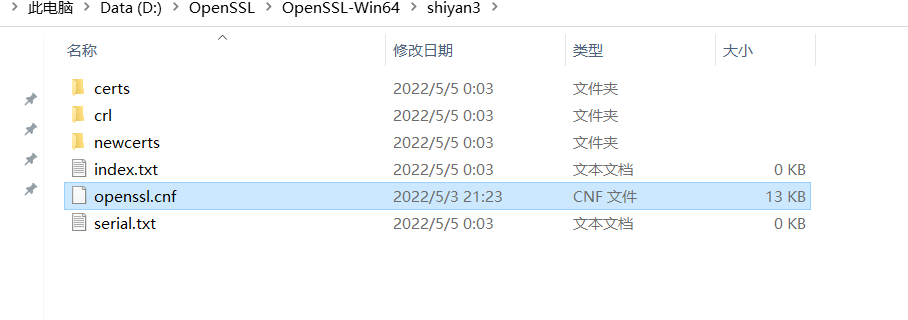 此电脑 > Data (D:) > OpenSSL > OpenSSL-Win64 > shiyan3 >
名称 修改日期 类型 大小
certs 2022/5/5 0:03 文件夹
crl 2022/5/5 0:03 文件夹
newcerts 2022/5/5 0:03 文件夹
index.txt 2022/5/5 0:03 文本文档 0 KB
openssl.cnf 2022/5/3 21:23 CNF 文件 13 KB
serial.txt 2022/5/5 0:03 文本文档 0 KB